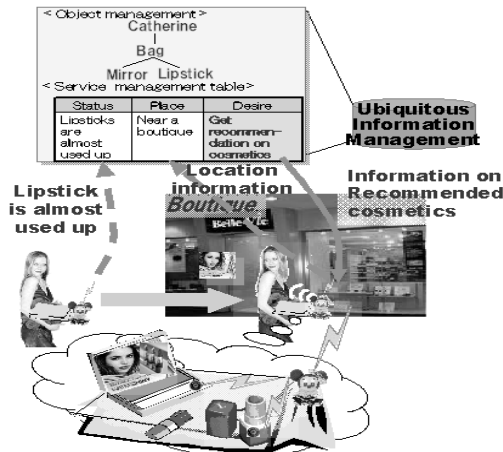 < Object management>
Catherine
Bag
Mirror Lipstick
< Service management table>
Status Place Desire
Lipsticks are almost used up
Near a boutique
Get recommen-dation on cosmetics
Ubiquitous
Information
Management
Lipstick
is almost
used up
Location
information
Information on
Recommended
cosmetics
Boutique